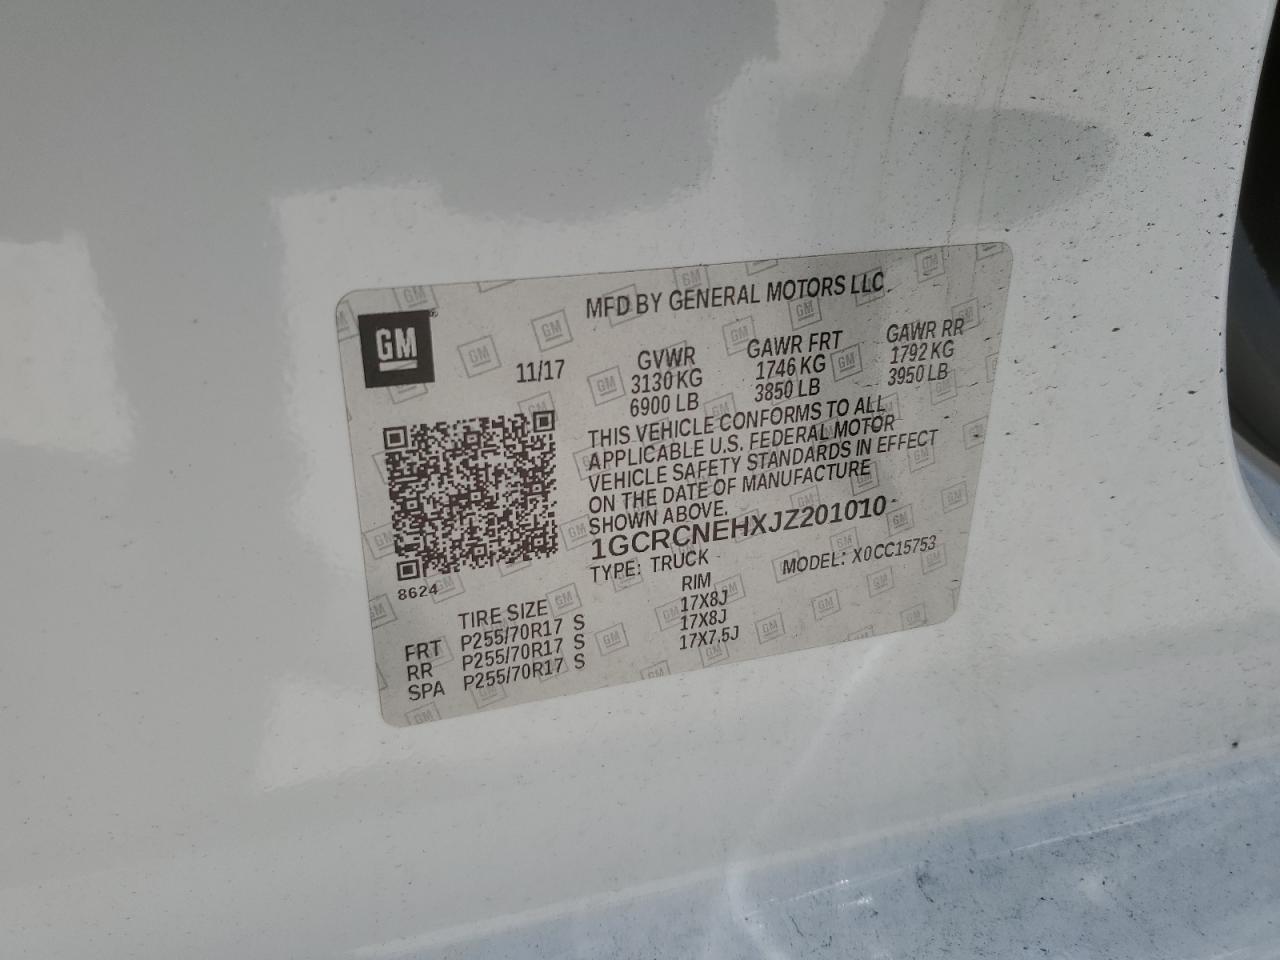 MFD BY GENERAL MOTORS LLC
GM
11/17
GVWR GAWR FRT GAWR RR
3130 KG 1746 KG 1792 KG
6900 LB 3850 LB 3950 LB
THIS VEHICLE CONFORMS TO ALL
APPLICABLE U.S. FEDERAL MOTOR
VEHICLE SAFETY STANDARDS IN EFFECT
ON THE DATE OF MANUFACTURE
SHOWN ABOVE.
1GCRCNEHXJZ201010
TYPE: TRUCK MODEL: X0CC15753
8624
TIRE SIZE RIM
FRT P255/70R17 S 17X8J
RR P255/70R17 S 17X8J
SPA P255/70R17 S 17X7.5J